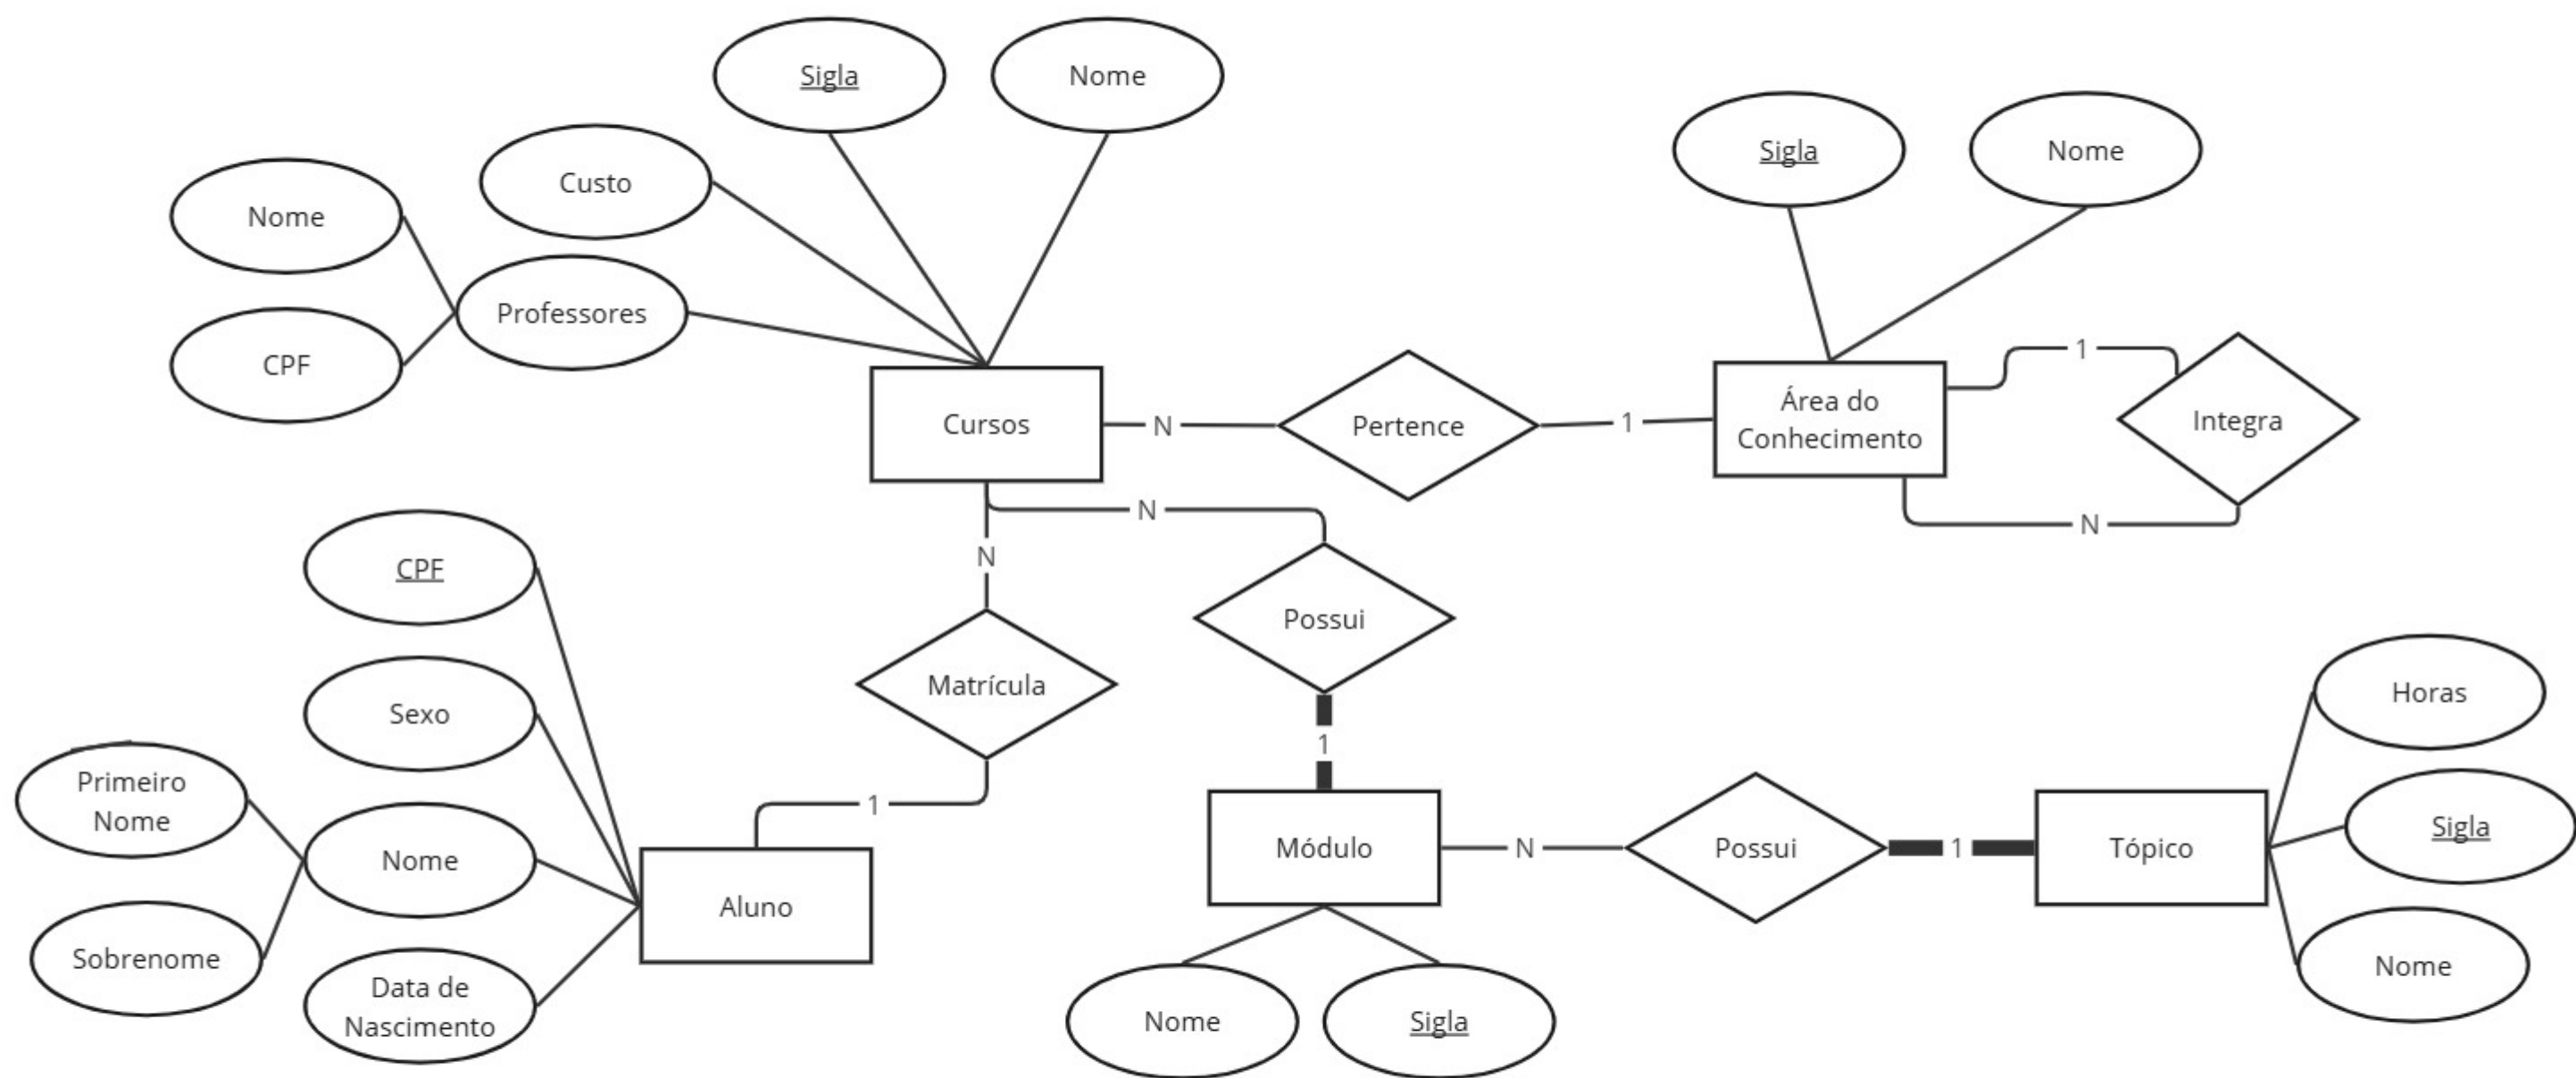 Sigla
Nome
Custo
Nome
Professores
CPF
Sigla
Nome
Cursos
N
Pertence
1
Área do
Conhecimento
1
Integra
N
N
N
Possui
1
Matrícula
1
CPF
Sexo
Primeiro
Nome
Nome
Sobrenome
Data de
Nascimento
Aluno
Módulo
N
Possui
1
Tópico
Horas
Sigla
Nome
Nome
Sigla